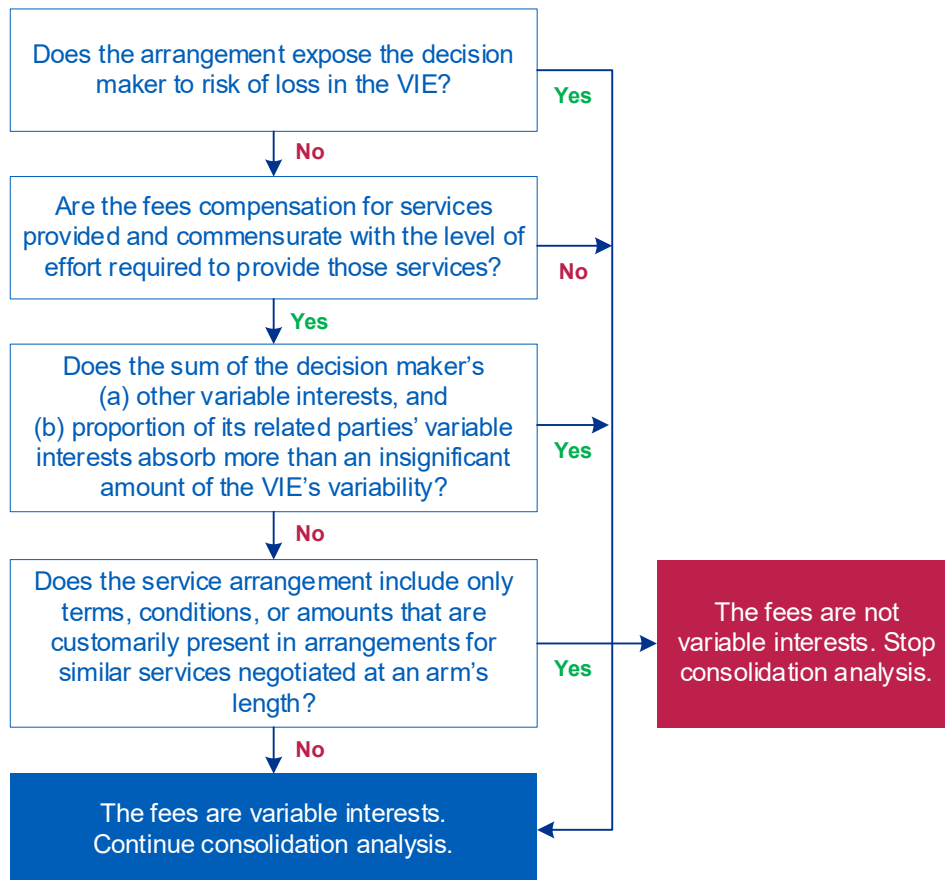 Does the arrangement expose the decision
maker to risk of loss in the VIE?
Yes
No
Are the fees compensation for services
provided and commensurate with the level of
effort required to provide those services?
No
Yes
Does the sum of the decision maker’s
(a) other variable interests, and
(b) proportion of its related parties’ variable
interests absorb more than an insignificant
amount of the VIE’s variability?
Yes
No
Does the service arrangement include only
terms, conditions, or amounts that are
customarily present in arrangements for
similar services negotiated at an arm’s
length?
Yes
The fees are not
variable interests. Stop
consolidation analysis.
No
The fees are variable interests.
Continue consolidation analysis.